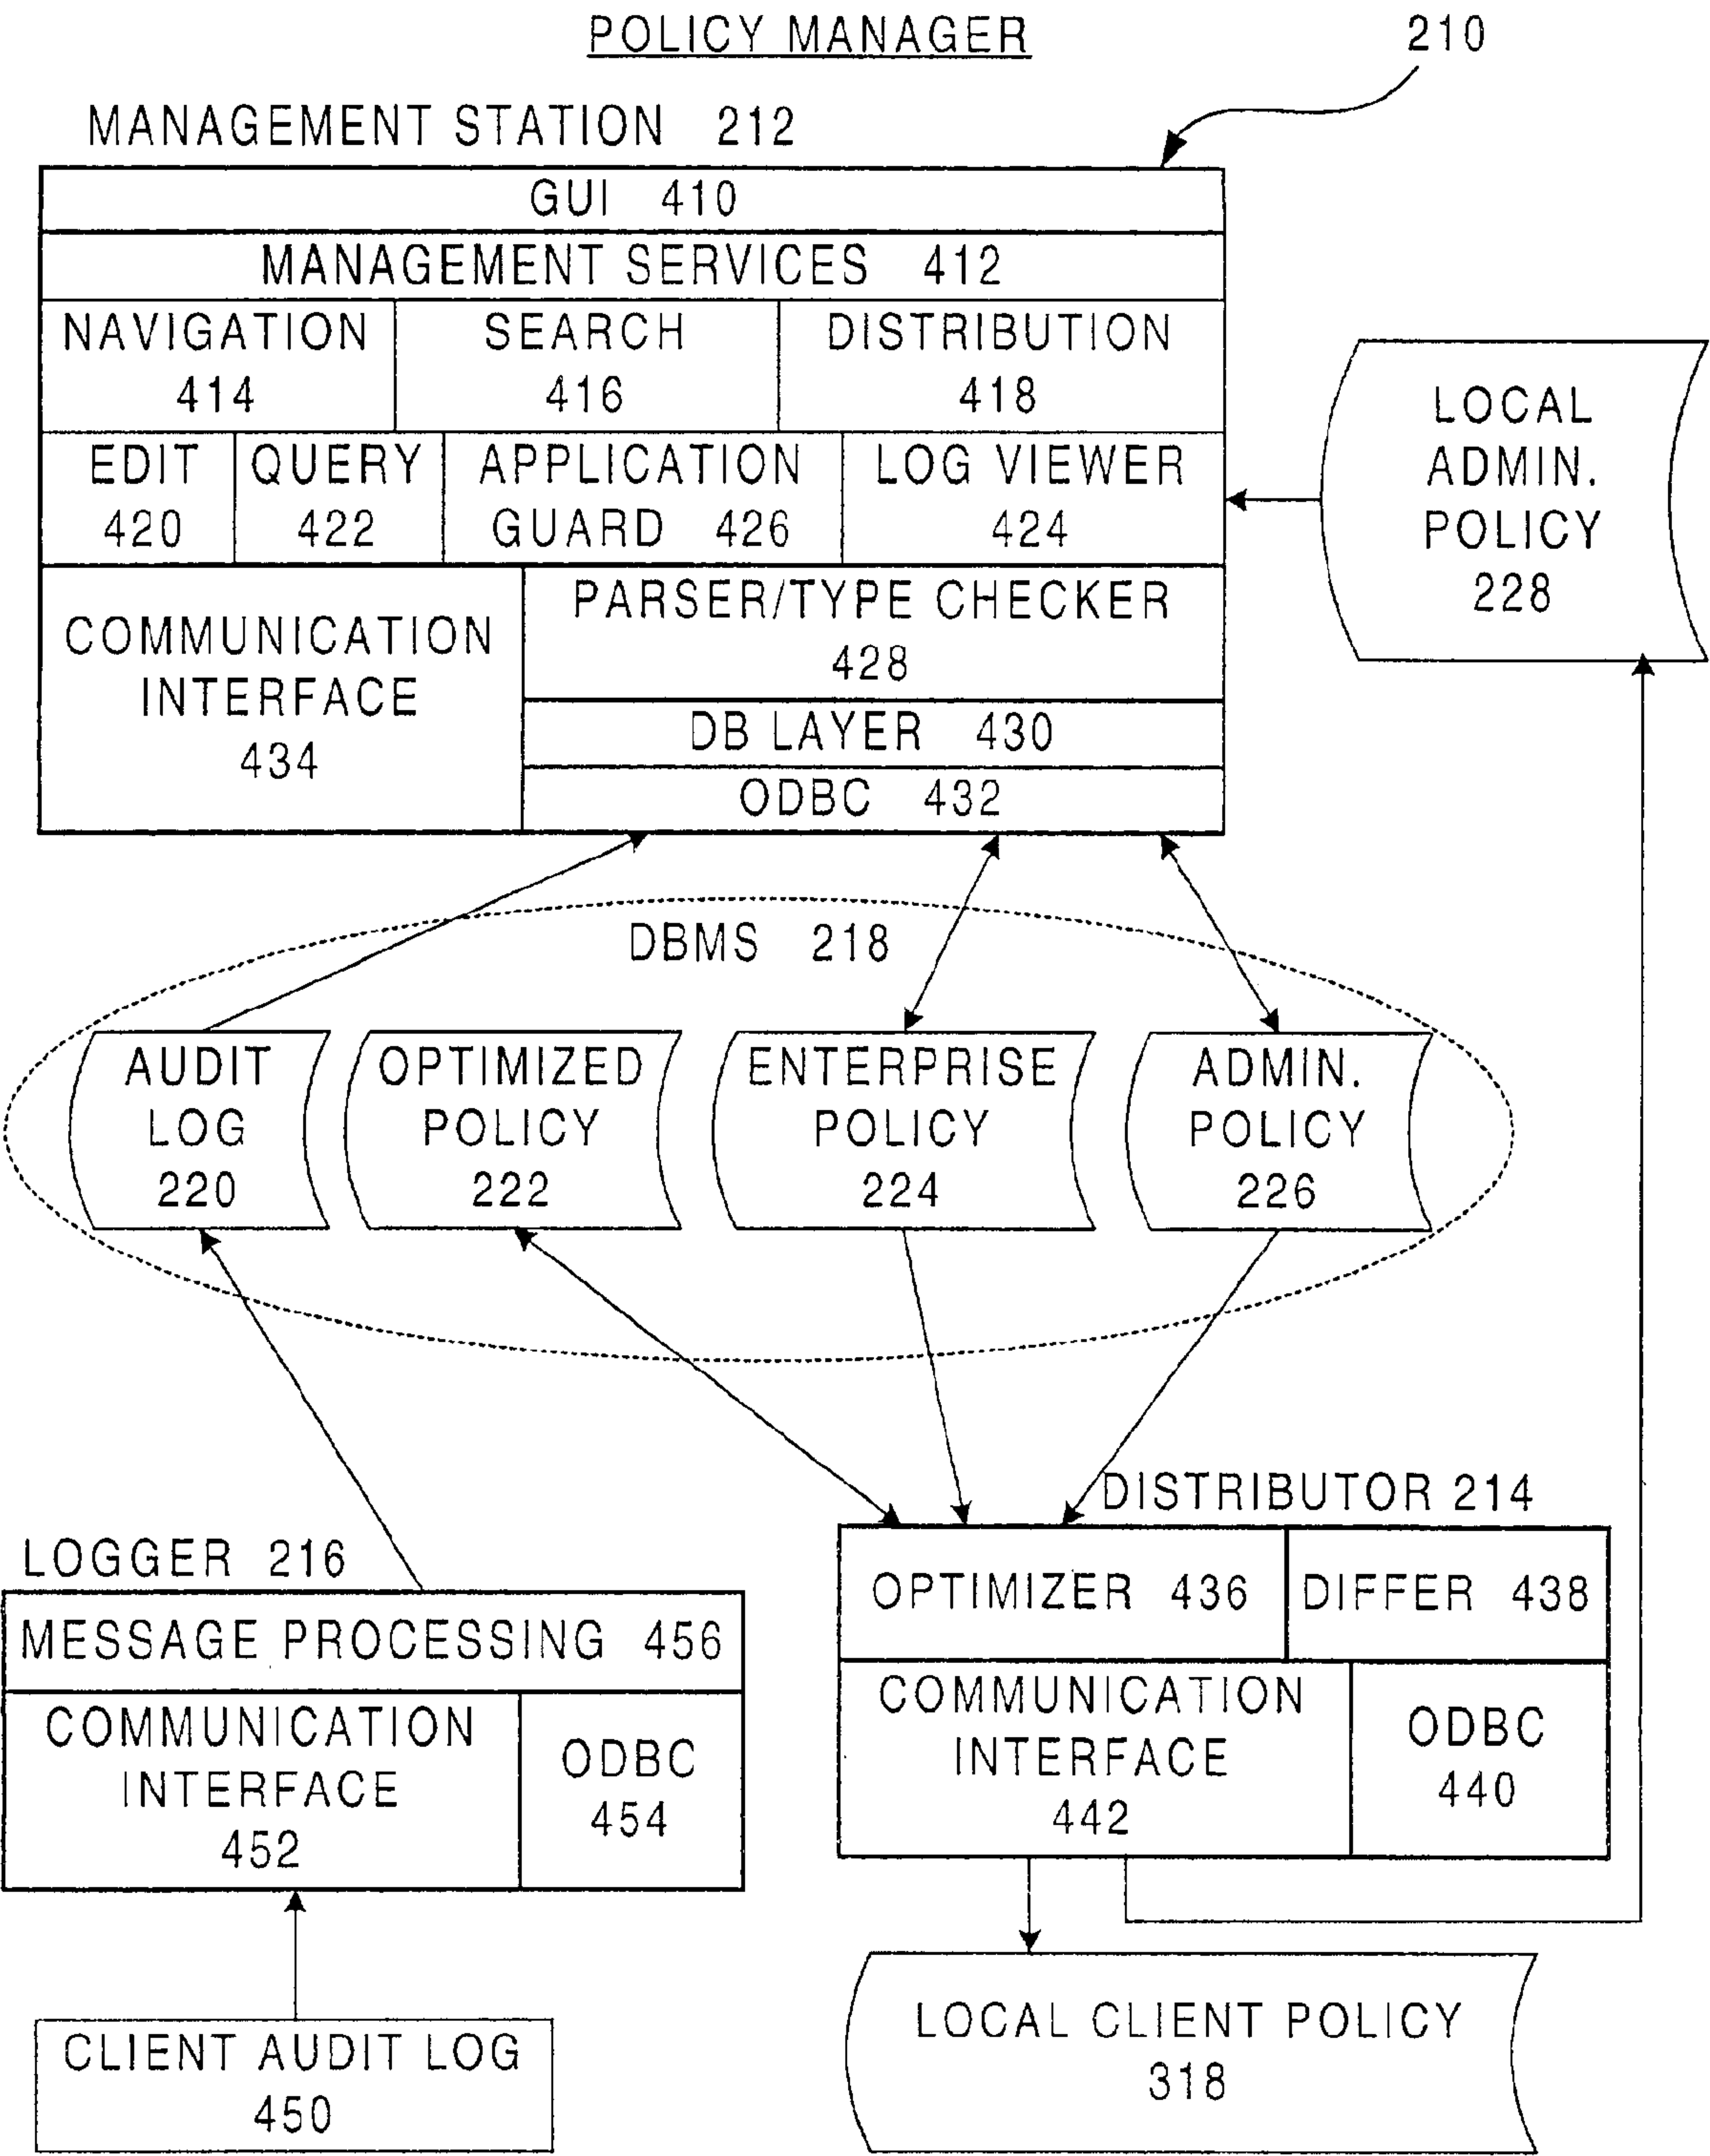 POLICY MANAGER
210
MANAGEMENT STATION 212
GUI 410
MANAGEMENT SERVICES 412
NAVIGATION
414
SEARCH
416
DISTRIBUTION
418
EDIT
420
QUERY
422
APPLICATION
GUARD 426
LOG VIEWER
424
LOCAL
ADMIN.
POLICY
228
COMMUNICATION
INTERFACE
434
PARSER/TYPE CHECKER
428
DB LAYER 430
ODBC 432
DBMS 218
AUDIT
LOG
220
OPTIMIZED
POLICY
222
ENTERPRISE
POLICY
224
ADMIN.
POLICY
226
LOGGER 216
MESSAGE PROCESSING 456
COMMUNICATION
INTERFACE
452
ODBC
454
CLIENT AUDIT LOG
450
DISTRIBUTOR 214
OPTIMIZER 436
DIFFER 438
COMMUNICATION
INTERFACE
442
ODBC
440
LOCAL CLIENT POLICY
318